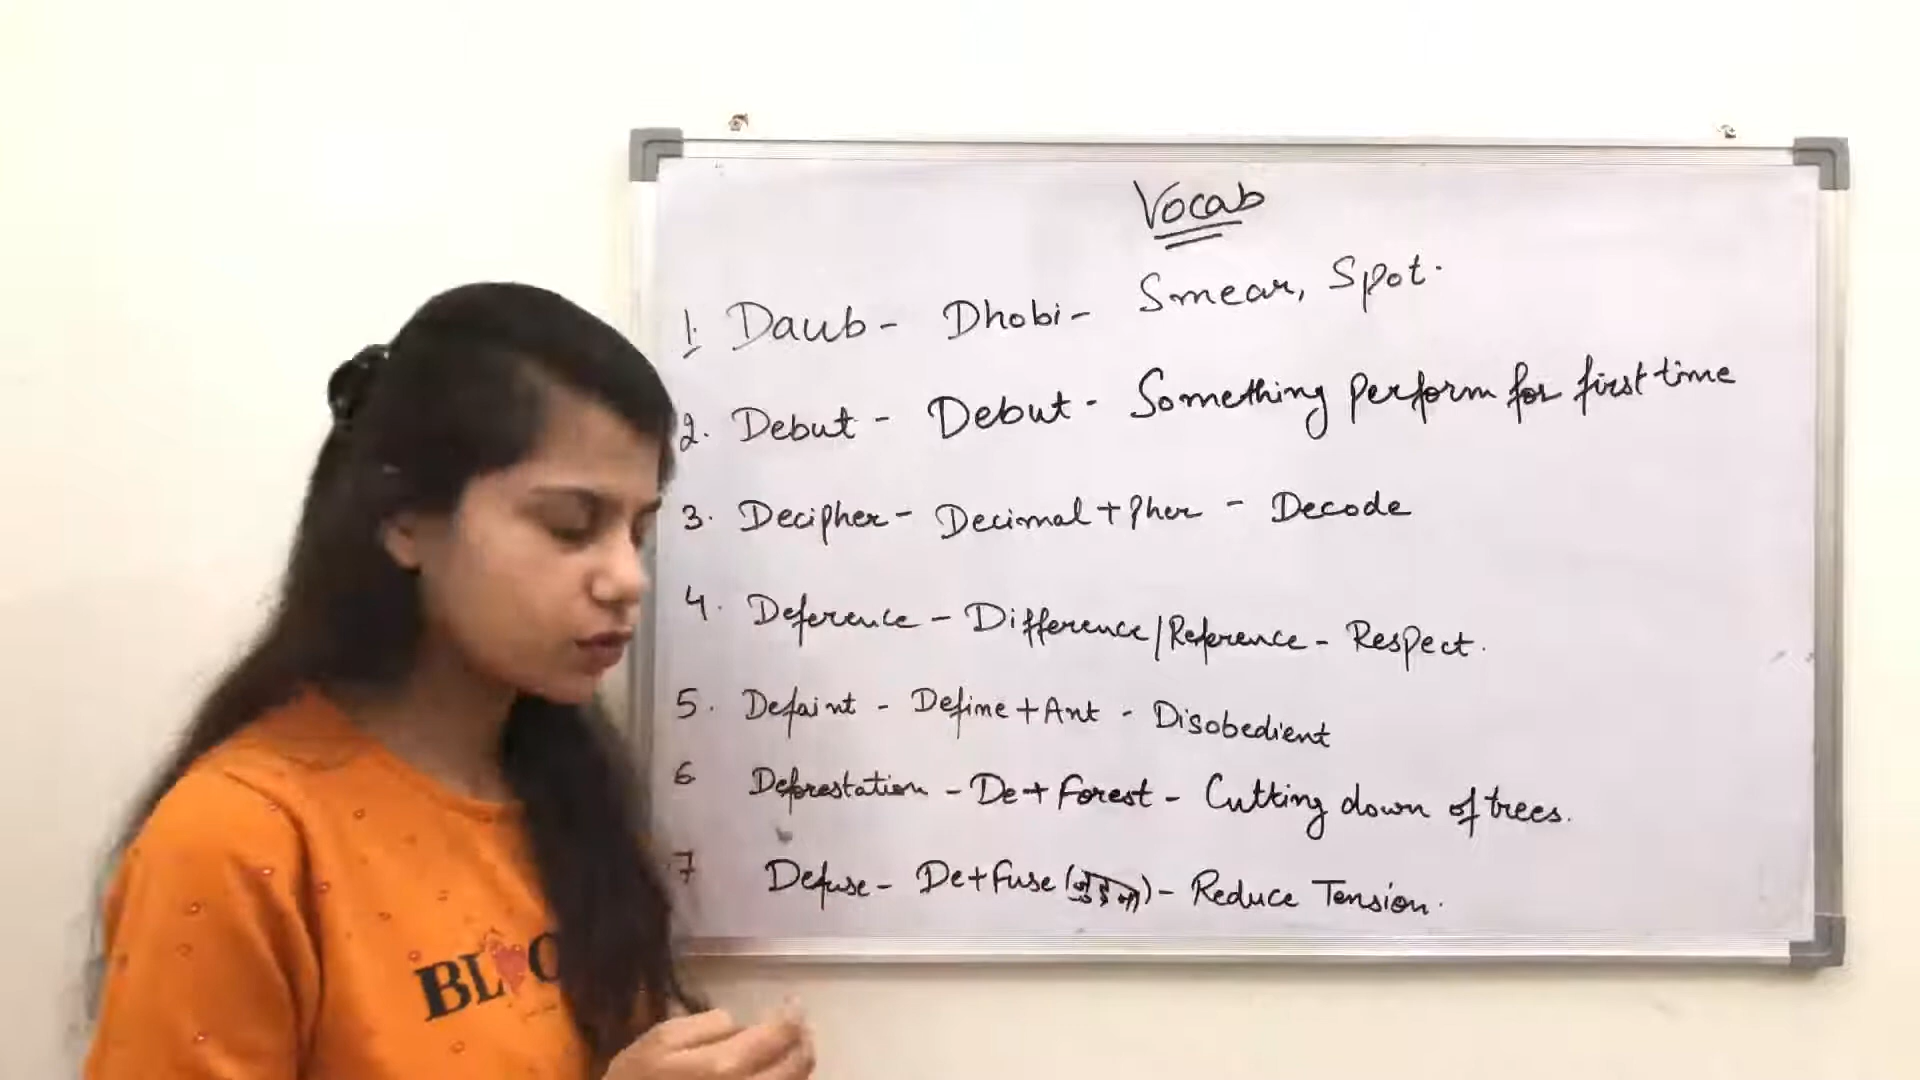 Vocab
1. Daub - Dhobi - Smear, Spot.
2. Debut - Debut - Something perform for first time
3. Decipher - Decimal + Pher - Decode
4. Deference - Difference/Reference - Respect.
5. Defaint - Define + Ant - Disobedient
6 Deforestation - De + Forest - Cutting down of trees.
7 Defuse - De + Fuse ( ) - Reduce Tension.
BL